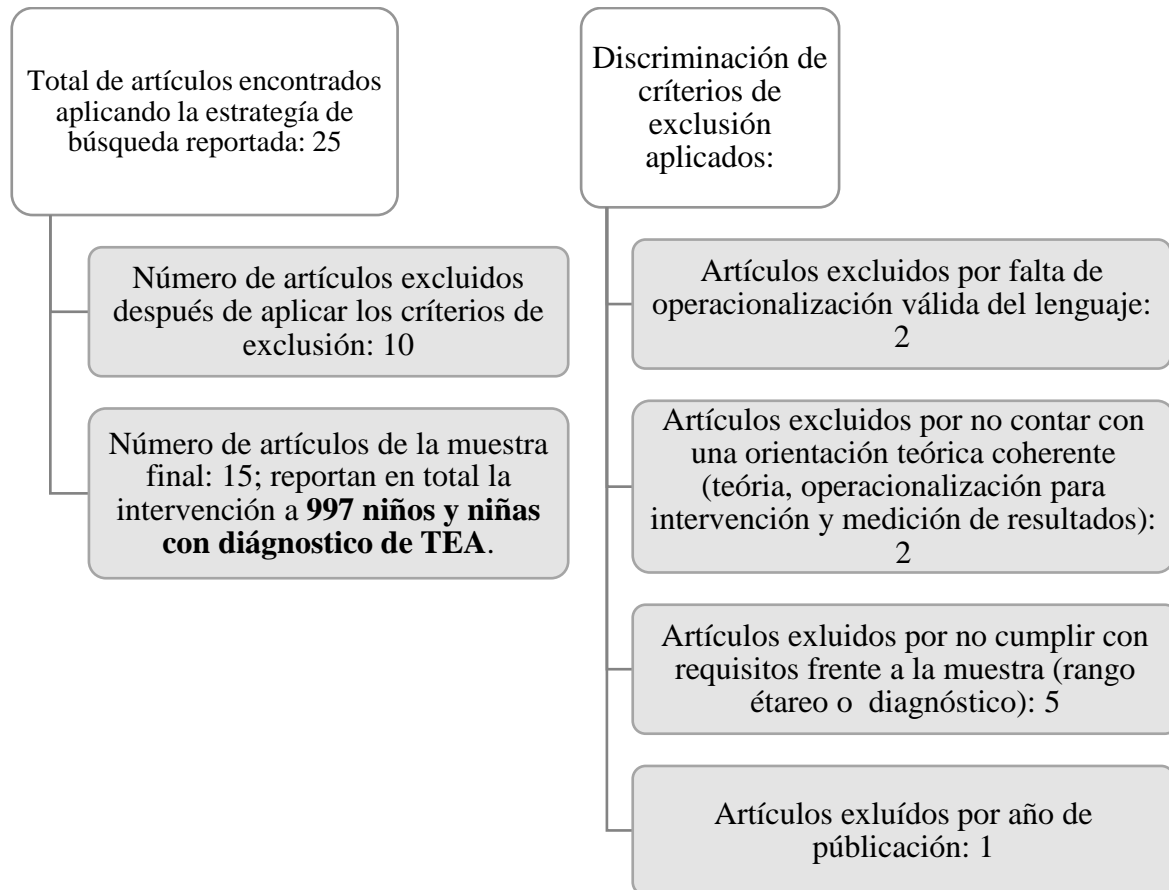 Total de artículos encontrados
aplicando la estrategía de
búsqueda reportada: 25
Número de artículos excluidos
después de aplicar los críterios de
exclusión: 10
Número de artículos de la muestra
final: 15; reportan en total la
intervención a 997 niños y niñas
con diágnostico de TEA.
Discriminación de
críterios de
exclusión
aplicados:
Artículos excluidos por falta de
operacionalización válida del lenguaje:
2
Artículos excluidos por no contar con
una orientación teórica coherente
(teória, operacionalización para
intervención y medición de resultados):
2
Artículos exluidos por no cumplir con
requisitos frente a la muestra (rango
étareo o diagnóstico): 5
Artículos exluídos por año de
públicación: 1